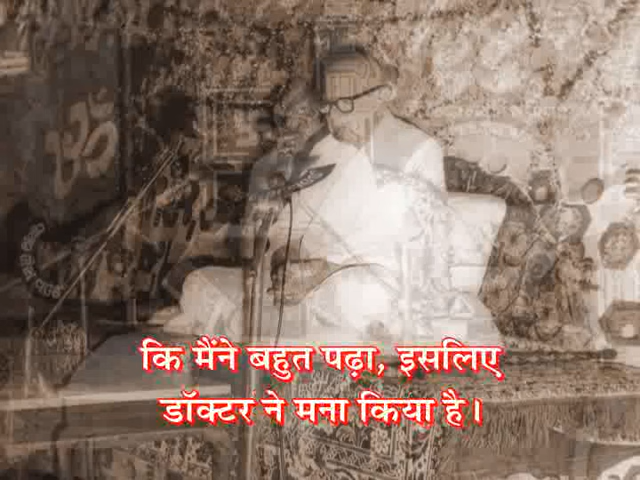 ॐ
कि मैंने बहुत पढ़ा, इसलिए
डॉक्टर ने मना किया है।